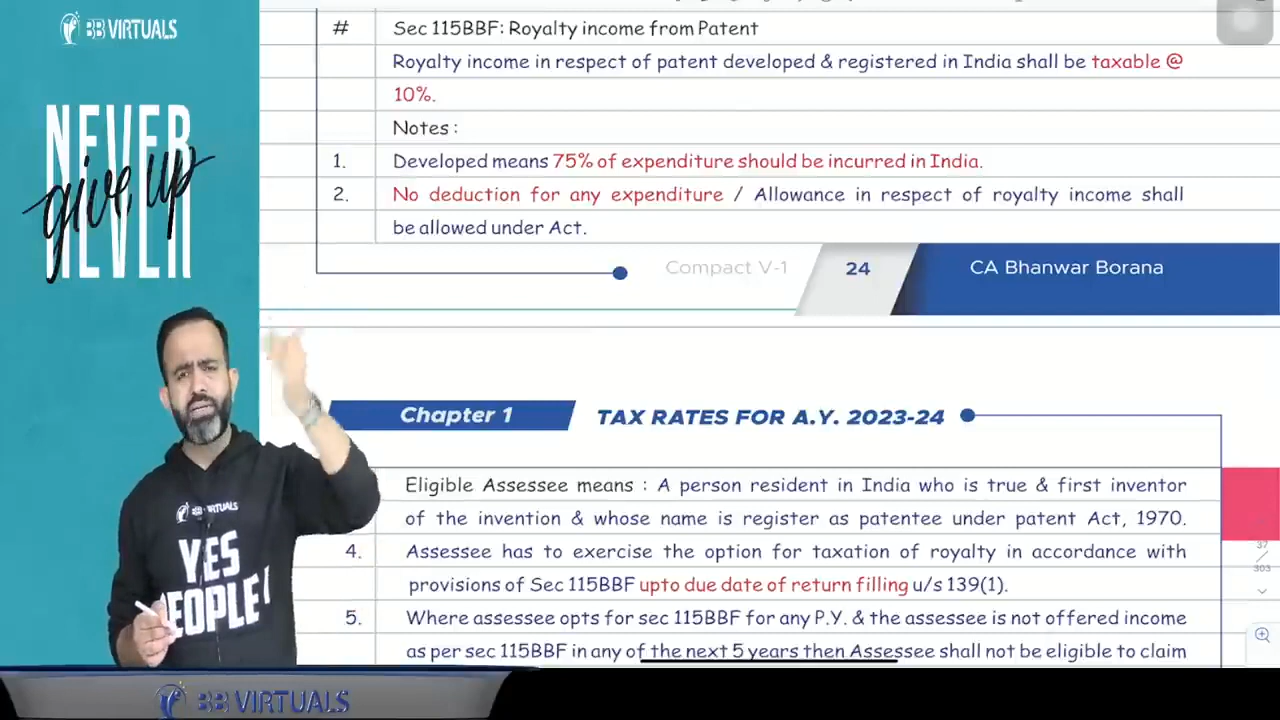 BB VIRTUALS
NEVER
give up
NEVER
BB VIRTUALS
YES
PEOPLE!
# Sec 115BBF: Royalty income from Patent
Royalty income in respect of patent developed & registered in India shall be taxable @
10%.
Notes :
1. Developed means 75% of expenditure should be incurred in India.
2. No deduction for any expenditure / Allowance in respect of royalty income shall
be allowed under Act.
Compact V-1 24 CA Bhanwar Borana
Chapter 1 TAX RATES FOR A.Y. 2023-24
Eligible Assessee means : A person resident in India who is true & first inventor
of the invention & whose name is register as patentee under patent Act, 1970.
4. Assessee has to exercise the option for taxation of royalty in accordance with
provisions of Sec 115BBF upto due date of return filling u/s 139(1).
5. Where assessee opts for sec 115BBF for any P.Y. & the assessee is not offered income
as per sec 115BBF in any of the next 5 years then Assessee shall not be eligible to claim
37
/
303
BB VIRTUALS